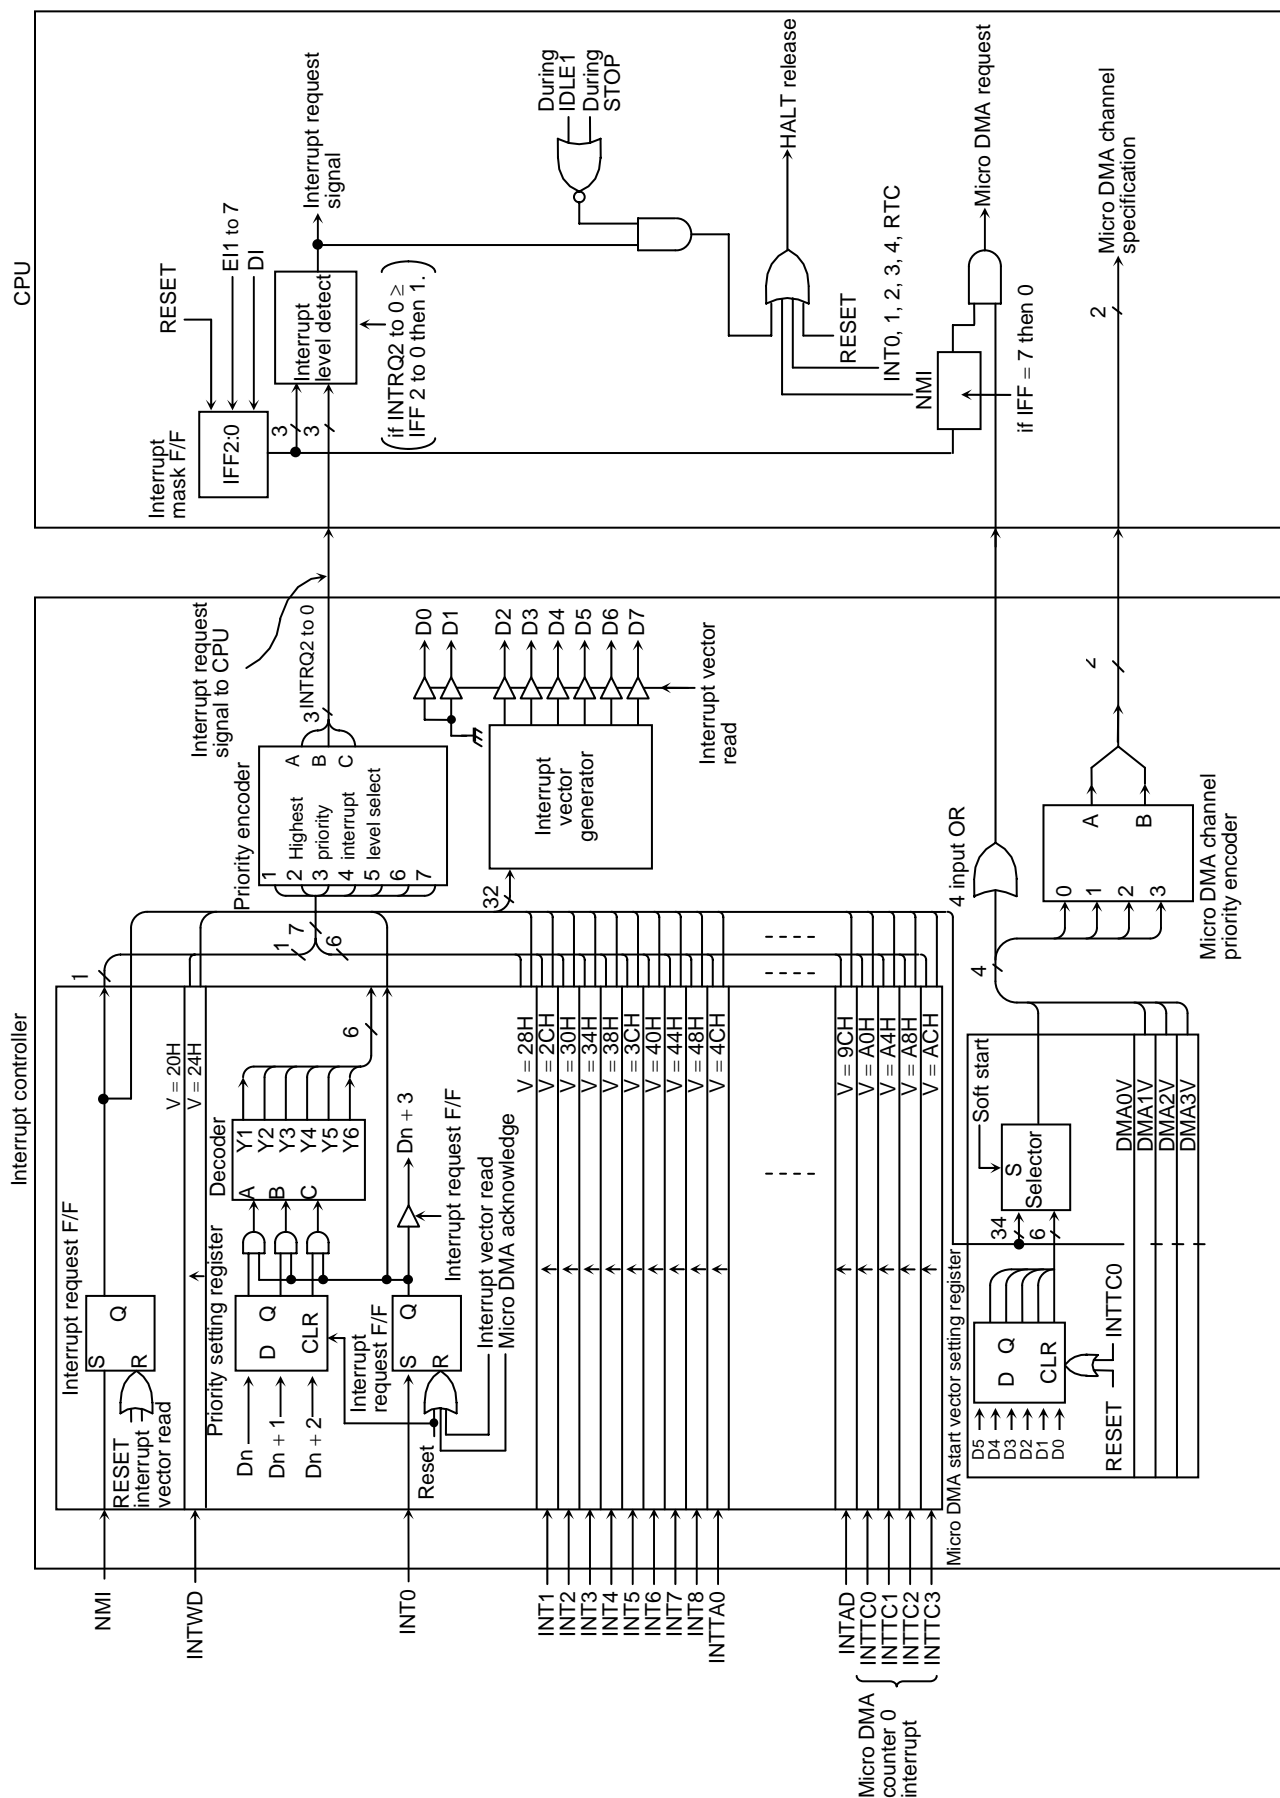 Interrupt controller
CPU
NMI
INTWD
INT0
INT1
INT2
INT3
INT4
INT5
INT6
INT7
INT8
INTTA0
INTAD
INTTC0
INTTC1
INTTC2
INTTC3
Micro DMA
counter 0
interrupt
Interrupt request F/F
S
Q
R
RESET
interrupt
vector read
V = 20H
V = 24H
Priority setting register
Dn
Dn + 1
Dn + 2
D
Q
CLR
Decoder
A
B
C
Y1
Y2
Y3
Y4
Y5
Y6
6
1
Interrupt
request F/F
S
Q
R
Reset
Dn + 3
Interrupt request F/F
Interrupt vector read
Micro DMA acknowledge
V = 28H
V = 2CH
V = 30H
V = 34H
V = 38H
V = 3CH
V = 40H
V = 44H
V = 48H
V = 4CH
V = 9CH
V = A0H
V = A4H
V = A8H
V = ACH
1
7
6
Priority encoder
1
2
3
4
5
6
7
Highest
priority
interrupt
level select
A
B
C
3
INTRQ2 to 0
Interrupt request
signal to CPU
32
Interrupt
vector
generator
D0
D1
D2
D3
D4
D5
D6
D7
Interrupt vector
read
Micro DMA start vector setting register
D5
D4
D3
D2
D1
D0
D
Q
CLR
RESET
INTTC0
34
6
S
Selector
Soft start
DMA0V
DMA1V
DMA2V
DMA3V
4
4 input OR
0
1
2
3
A
B
Micro DMA channel
priority encoder
2
Interrupt
mask F/F
IFF2:0
RESET
EI1 to 7
DI
3
3
Interrupt
level detect
if INTRQ2 to 0 ≥
IFF 2 to 0 then 1.
Interrupt request
signal
During
IDLE1
During
STOP
HALT release
RESET
INT0, 1, 2, 3, 4, RTC
NMI
if IFF = 7 then 0
Micro DMA request
2
Micro DMA channel
specification